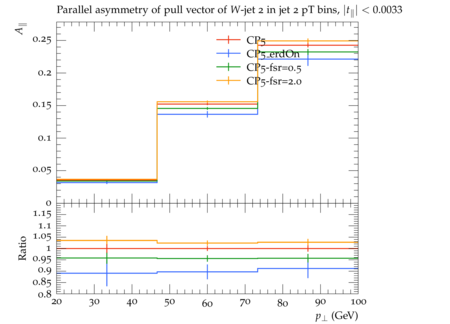 Parallel asymmetry of pull vector of W-jet 2 in jet 2 pT bins, |t∥| < 0.0033
A∥
CP5
CP5_erdOn
CP5-fsr=0.5
CP5-fsr=2.0
0.25
0.2
0.15
0.1
0.05
0
Ratio
1.15
1.1
1.05
1
0.95
0.9
0.85
0.8
20 30 40 50 60 70 80 90 100
p⊥ (GeV)